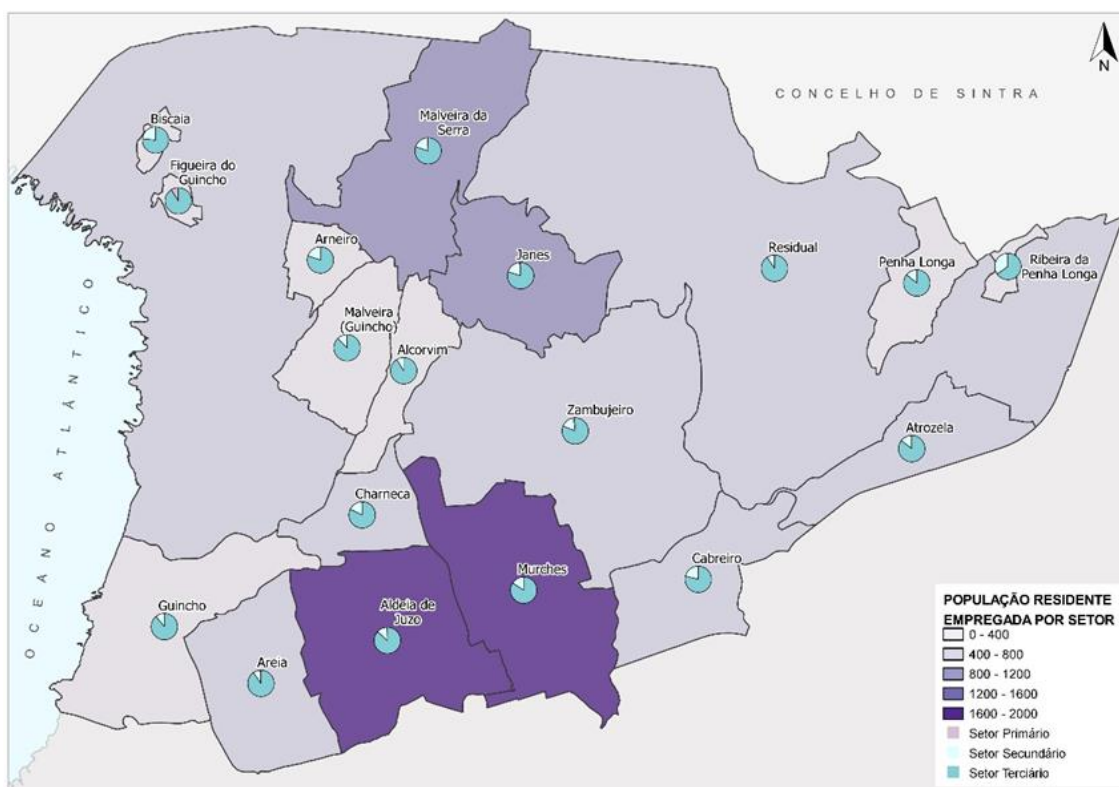 N
CONCELHO DE SINTRA
Biscaia
Malveira da
Serra
Figueira do
Guincho
Arneiro
Janes
Residual
Penha Longa
Ribeira da
Penha Longa
OCEANO ATLÂNTICO
Malveira
(Guincho)
Alcorvim
Zambujeiro
Atrozela
Charneca
Cabreiro
Murches
Guincho
Aldeia de
Juzo
Areia
POPULAÇÃO RESIDENTE
EMPREGADA POR SETOR
0 - 400
400 - 800
800 - 1200
1200 - 1600
1600 - 2000
Setor Primário
Setor Secundário
Setor Terciário